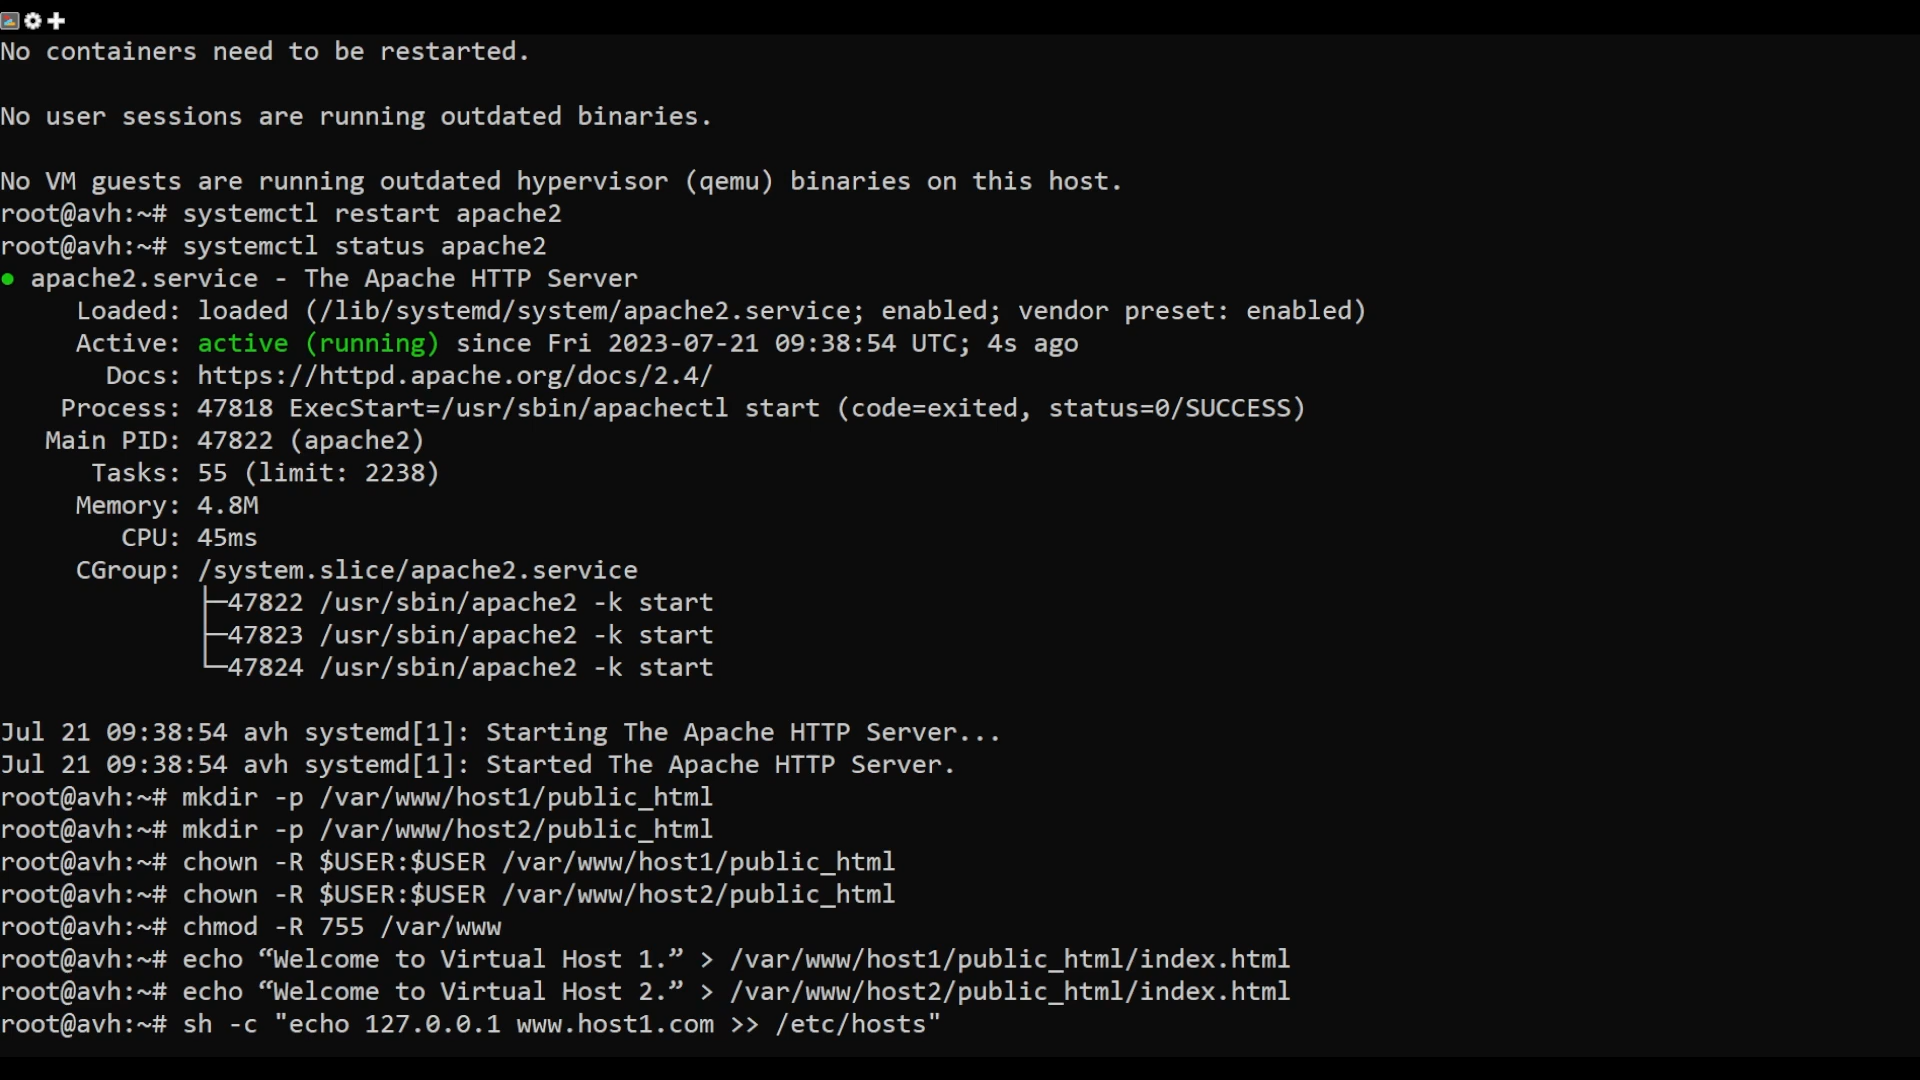 No containers need to be restarted.
No user sessions are running outdated binaries.
No VM guests are running outdated hypervisor (qemu) binaries on this host.
root@avh:~# systemctl restart apache2
root@avh:~# systemctl status apache2
● apache2.service - The Apache HTTP Server
     Loaded: loaded (/lib/systemd/system/apache2.service; enabled; vendor preset: enabled)
     Active: active (running) since Fri 2023-07-21 09:38:54 UTC; 4s ago
       Docs: https://httpd.apache.org/docs/2.4/
    Process: 47818 ExecStart=/usr/sbin/apachectl start (code=exited, status=0/SUCCESS)
   Main PID: 47822 (apache2)
      Tasks: 55 (limit: 2238)
     Memory: 4.8M
        CPU: 45ms
     CGroup: /system.slice/apache2.service
             ├─47822 /usr/sbin/apache2 -k start
             ├─47823 /usr/sbin/apache2 -k start
             └─47824 /usr/sbin/apache2 -k start
Jul 21 09:38:54 avh systemd[1]: Starting The Apache HTTP Server...
Jul 21 09:38:54 avh systemd[1]: Started The Apache HTTP Server.
root@avh:~# mkdir -p /var/www/host1/public_html
root@avh:~# mkdir -p /var/www/host2/public_html
root@avh:~# chown -R $USER:$USER /var/www/host1/public_html
root@avh:~# chown -R $USER:$USER /var/www/host2/public_html
root@avh:~# chmod -R 755 /var/www
root@avh:~# echo “Welcome to Virtual Host 1.” > /var/www/host1/public_html/index.html
root@avh:~# echo “Welcome to Virtual Host 2.” > /var/www/host2/public_html/index.html
root@avh:~# sh -c "echo 127.0.0.1 www.host1.com >> /etc/hosts"